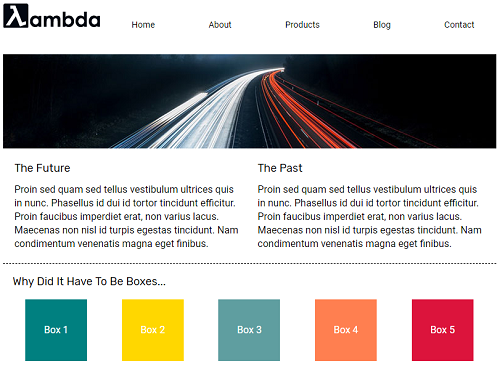 λambda
Home About Products Blog Contact
The Future
Proin sed quam sed tellus vestibulum ultrices quis
in nunc. Phasellus id dui id tortor tincidunt efficitur.
Proin faucibus imperdiet erat, non varius lacus.
Maecenas non nisl id turpis egestas tincidunt. Nam
condimentum venenatis magna eget finibus.
The Past
Proin sed quam sed tellus vestibulum ultrices quis
in nunc. Phasellus id dui id tortor tincidunt efficitur.
Proin faucibus imperdiet erat, non varius lacus.
Maecenas non nisl id turpis egestas tincidunt. Nam
condimentum venenatis magna eget finibus.
Why Did It Have To Be Boxes...
Box 1 Box 2 Box 3 Box 4 Box 5